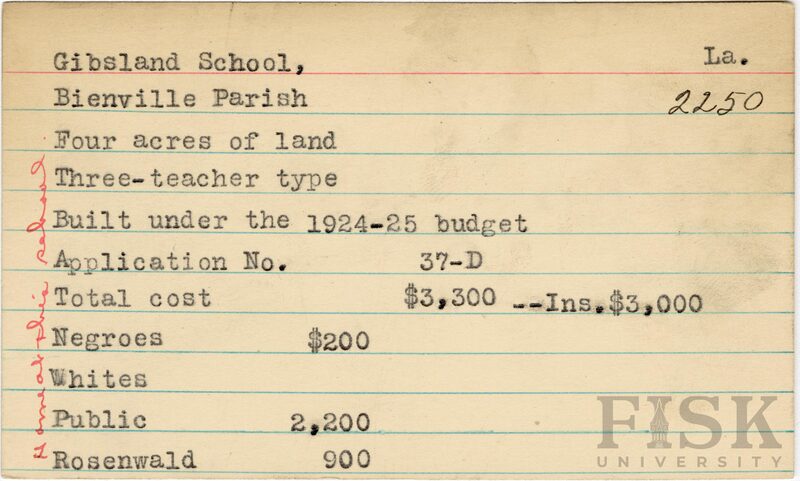 Gibsland School, La.
Bienville Parish 2250
Four acres of land
Three-teacher type
Built under the 1924-25 budget
Application No. 37-D
Total cost $3,300 --Ins.$3,000
Negroes $200
Whites
Public 2,200
Rosenwald 900
school
FISK
UNIVERSITY